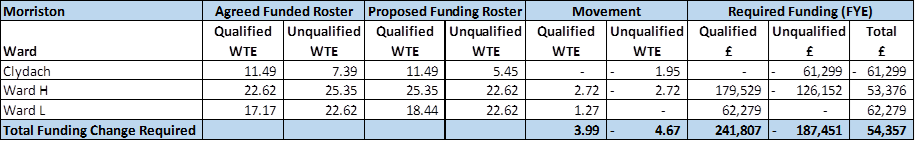 Morriston Agreed Funded Roster Proposed Funding Roster Movement Required Funding (FYE)
Qualified Unqualified Qualified Unqualified Qualified Unqualified Qualified Unqualified Total
Ward WTE WTE WTE WTE WTE WTE £ £ £
Clydach 11.49 7.39 11.49 5.45 - - 1.95 - - 61,299 - 61,299
Ward H 22.62 25.35 25.35 22.62 2.72 - 2.72 179,529 - 126,152 53,376
Ward L 17.17 22.62 18.44 22.62 1.27 - 62,279 - 62,279
Total Funding Change Required 3.99 - 4.67 241,807 - 187,451 54,357